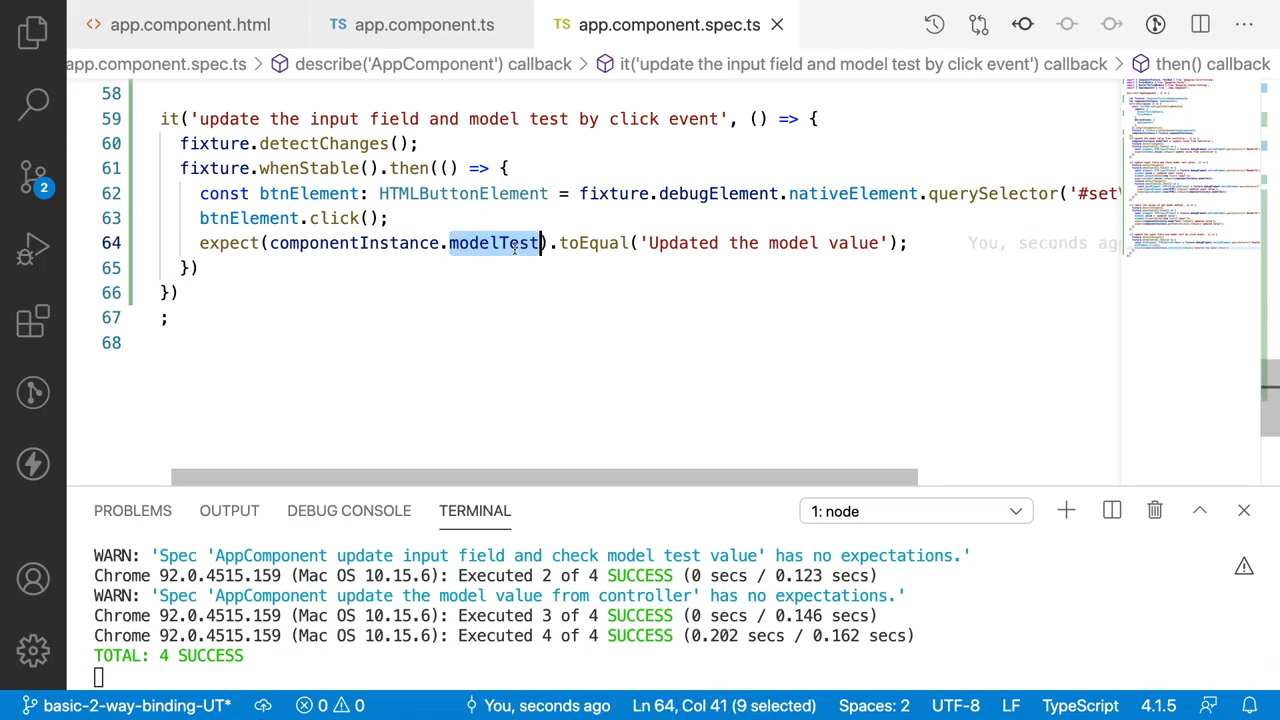 <> app.component.html TS app.component.ts TS app.component.spec.ts
app.component.spec.ts > describe('AppComponent') callback > it('update the input field and model test by click event') callback > then() callback
58
59 it('update the input field and model test by click event', () => {
60 fixture.detectChanges();
61 fixture.whenStable().then(() => {
62 const btnElement: HTMLButtonElement = fixture.debugElement.nativeElement.querySelector('#set
63 btnElement.click();
64 expect(componentInstance.modelTest).toEqual('Updated the model value'); You, seconds ag
65 })
66 })
67 ;
68
PROBLEMS OUTPUT DEBUG CONSOLE TERMINAL 1: node
WARN: 'Spec 'AppComponent update input field and check model test value' has no expectations.'
Chrome 92.0.4515.159 (Mac OS 10.15.6): Executed 2 of 4 SUCCESS (0 secs / 0.123 secs)
WARN: 'Spec 'AppComponent update the model value from controller' has no expectations.'
Chrome 92.0.4515.159 (Mac OS 10.15.6): Executed 3 of 4 SUCCESS (0 secs / 0.146 secs)
Chrome 92.0.4515.159 (Mac OS 10.15.6): Executed 4 of 4 SUCCESS (0.202 secs / 0.162 secs)
TOTAL: 4 SUCCESS
2
basic-2-way-binding-UT* 0 0 You, seconds ago Ln 64, Col 41 (9 selected) Spaces: 2 UTF-8 LF TypeScript 4.1.5